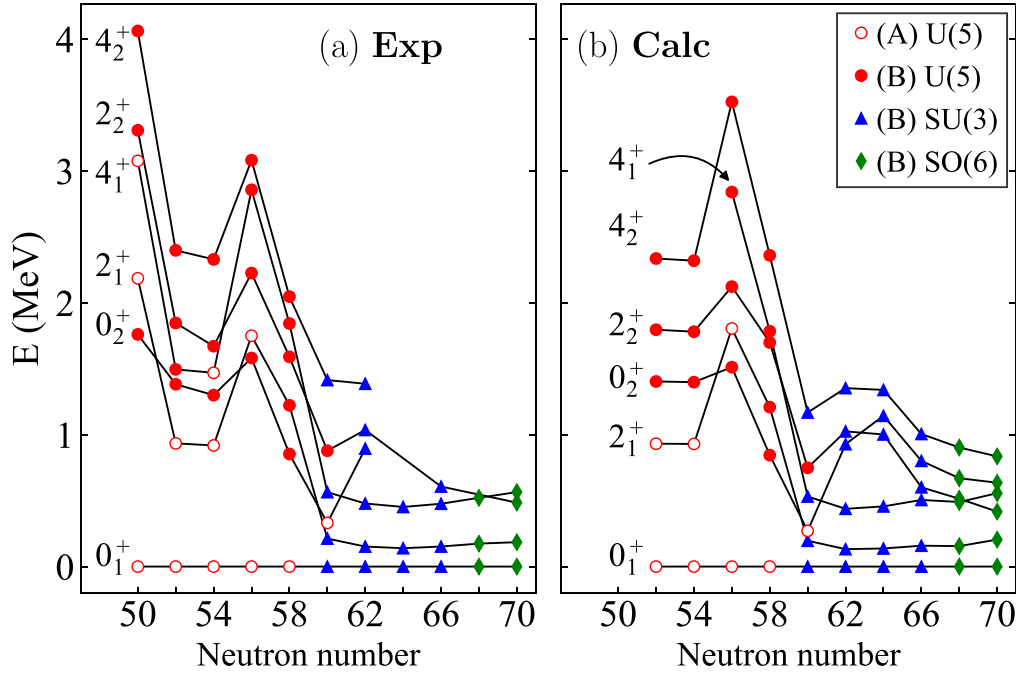 (a) Exp
E (MeV)
4
3
2
1
0
4₂⁺
2₂⁺
4₁⁺
2₁⁺
0₂⁺
0₁⁺
50 54 58 62 66 70
Neutron number
(b) Calc
(A) U(5)
(B) U(5)
(B) SU(3)
(B) SO(6)
4₁⁺
4₂⁺
2₂⁺
0₂⁺
2₁⁺
0₁⁺
50 54 58 62 66 70
Neutron number